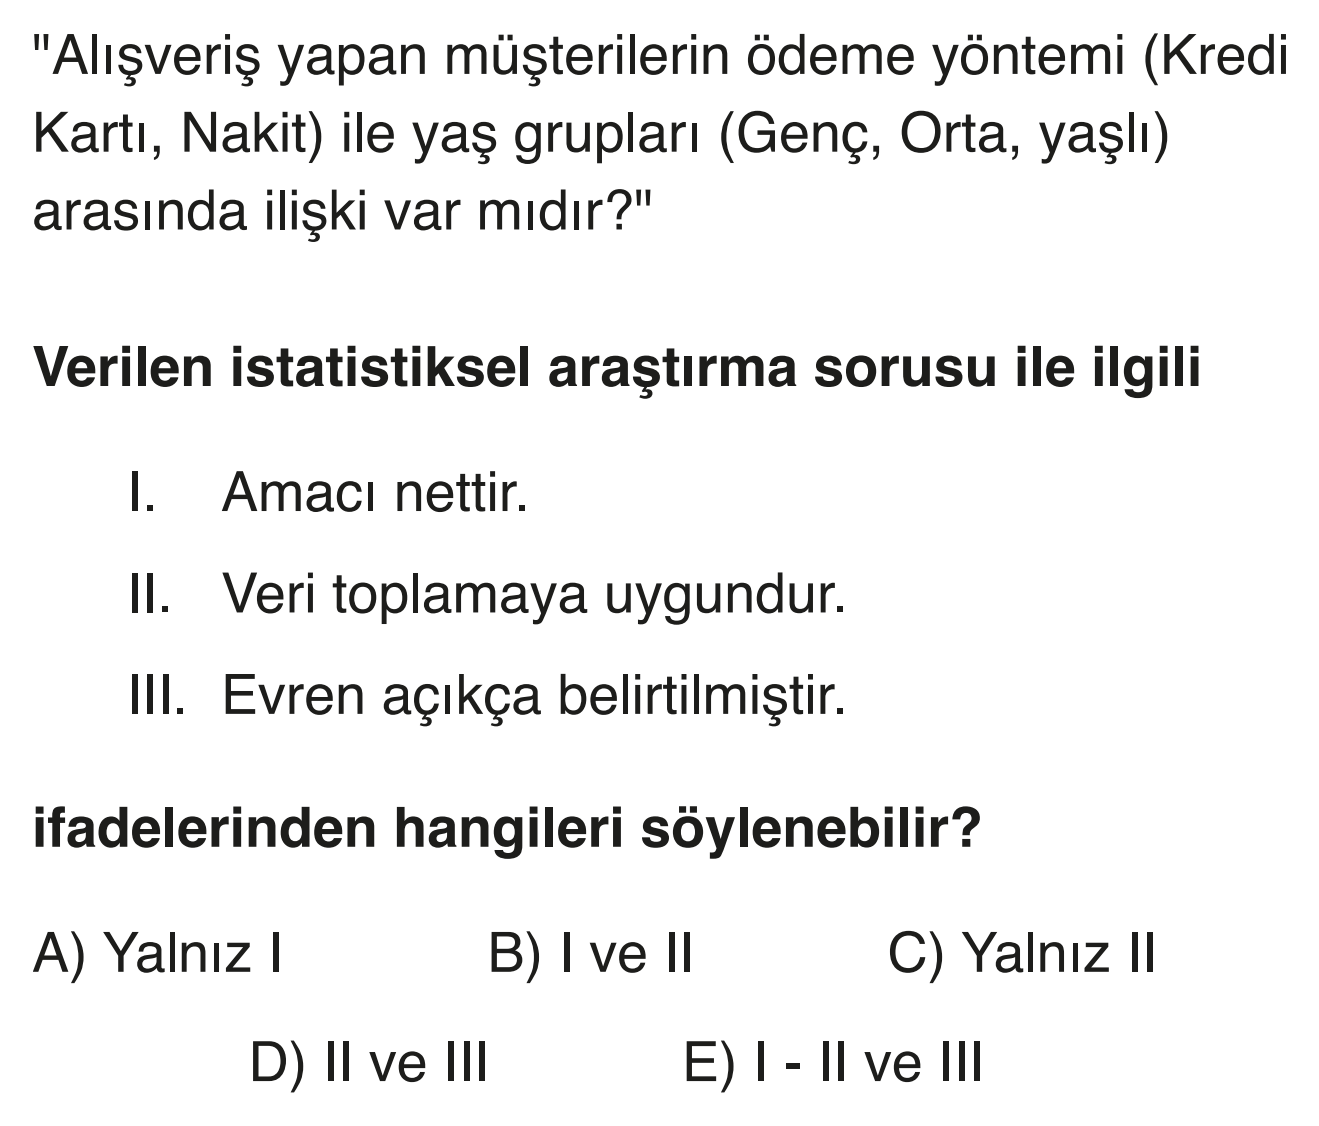 "Alışveriş yapan müşterilerin ödeme yöntemi (Kredi
Kartı, Nakit) ile yaş grupları (Genç, Orta, yaşlı)
arasında ilişki var mıdır?"
Verilen istatistiksel araştırma sorusu ile ilgili
I. Amacı nettir.
II. Veri toplamaya uygundur.
III. Evren açıkça belirtilmiştir.
ifadelerinden hangileri söylenebilir?
A) Yalnız I B) I ve II C) Yalnız II
D) II ve III E) I - II ve III